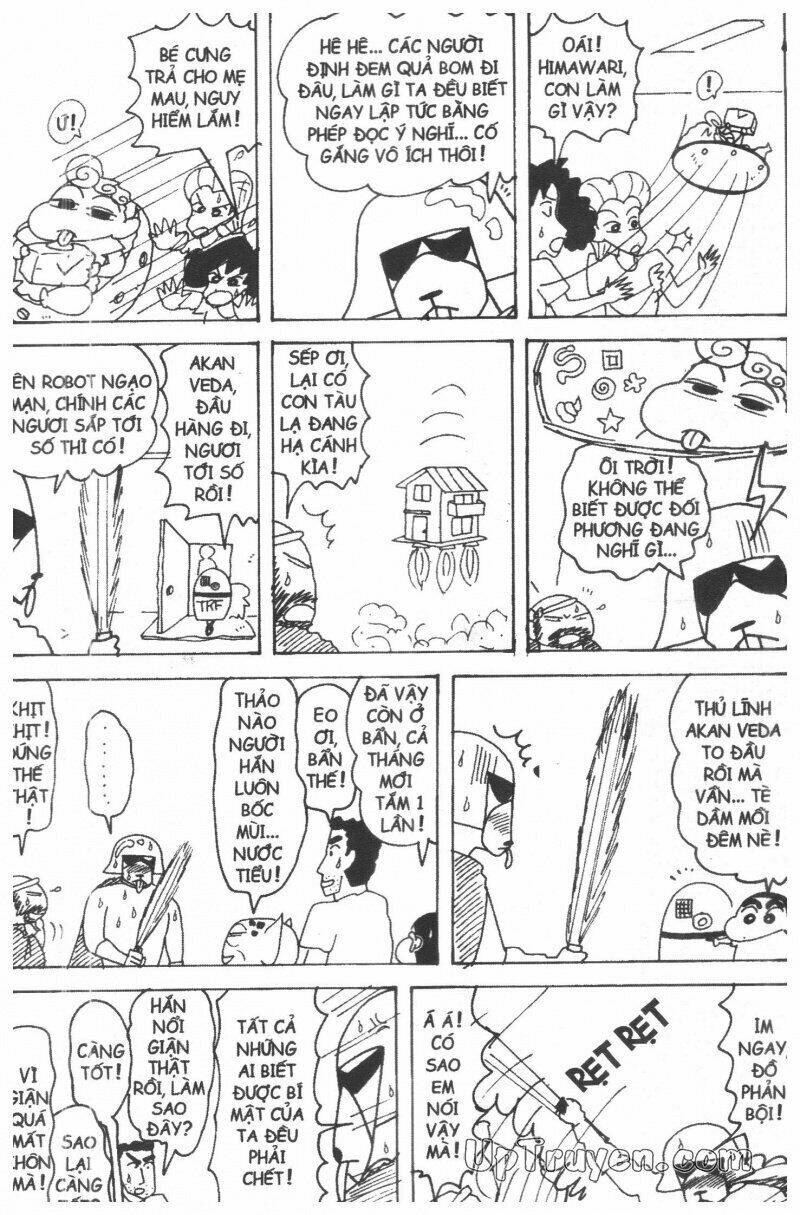 OÁI!
HIMAWARI,
CON LÀM
GÌ VẬY?
!
HÊ HÊ... CÁC NGƯỜI
ĐỊNH ĐEM QUẢ BOM ĐI
ĐÂU, LÀM GÌ TA ĐỀU BIẾT
NGAY LẬP TỨC BẰNG
PHÉP ĐỌC Ý NGHĨ... CỐ
GẮNG VÔ ÍCH THÔI!
BÉ CƯNG
TRẢ CHO MẸ
MAU, NGUY
HIỂM LẮM!
Ứ!
ÔI TRỜI!
KHÔNG THỂ
BIẾT ĐƯỢC ĐỐI
PHƯƠNG ĐANG
NGHĨ GÌ...
SẾP ƠI,
LẠI CÓ
CON TÀU
LẠ ĐANG
HẠ CÁNH
KÌA!
AKAN
VEDA,
ĐẦU
HÀNG ĐI,
NGƯƠI
TỚI SỐ
RỒI!
TKF
ÊN ROBOT NGẠO
MẠN, CHÍNH CÁC
NGƯƠI SẮP TỚI
SỐ THÌ CÓ!
THỦ LĨNH
AKAN VEDA
TO ĐẦU
RỒI MÀ
VẪN... TÈ
DẦM MỖI
ĐÊM NÈ!
ĐÃ VẬY
CÒN Ở
BẨN, CẢ
THÁNG
MỚI
TẮM 1
LẦN!
EO
ƠI,
BẨN
THẾ!
THẢO
NÀO
NGƯỜI
HẮN
LUÔN
BỐC
MÙI...
NƯỚC
TIỂU!
......
KHỊT
KHỊT!
ĐÚNG
THẾ
THẬT
!
ÌM
NGAY,
ĐỒ
PHẢN
BỘI!
RẸT RẸT
Á Á!
CÓ
SAO
EM
NÓI
VẬY
MÀ!
TẤT CẢ
NHỮNG
AI BIẾT
ĐƯỢC BÍ
MẬT CỦA
TA ĐỀU
PHẢI
CHẾT!
HẮN
NỔI
GIẬN
THẬT
RỒI, LÀM
SAO
ĐÂY?
CÀNG
TỐT!
SAO
LẠI
CÀNG
VÌ
GIẬN
QUÁ
MẤT
KHÔN
MÀ!
UpTruyen.com